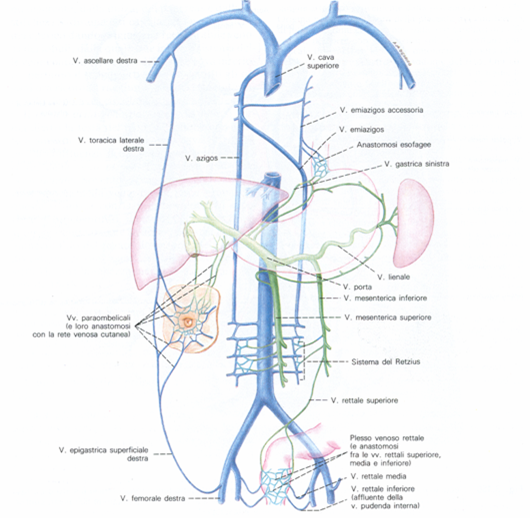 V. ascellare destra
V. cava
superiore
V. emiazigos accessoria
V. emiazigos
V. toracica laterale
destra
Anastomosi esofagee
V. azigos
V. gastrica sinistra
V. lienale
V. porta
V. mesenterica inferiore
Vv. paraombelicali
(e loro anastomosi
con la rete venosa cutanea)
V. mesenterica superiore
Sistema del Retzius
V. rettale superiore
Plesso venoso rettale
(e anastomosi
fra le vv. rettali superiore,
media e inferiore)
V. epigastrica superficiale
destra
V. rettale media
V. femorale destra
V. rettale inferiore
(affluente della
v. pudenda interna)